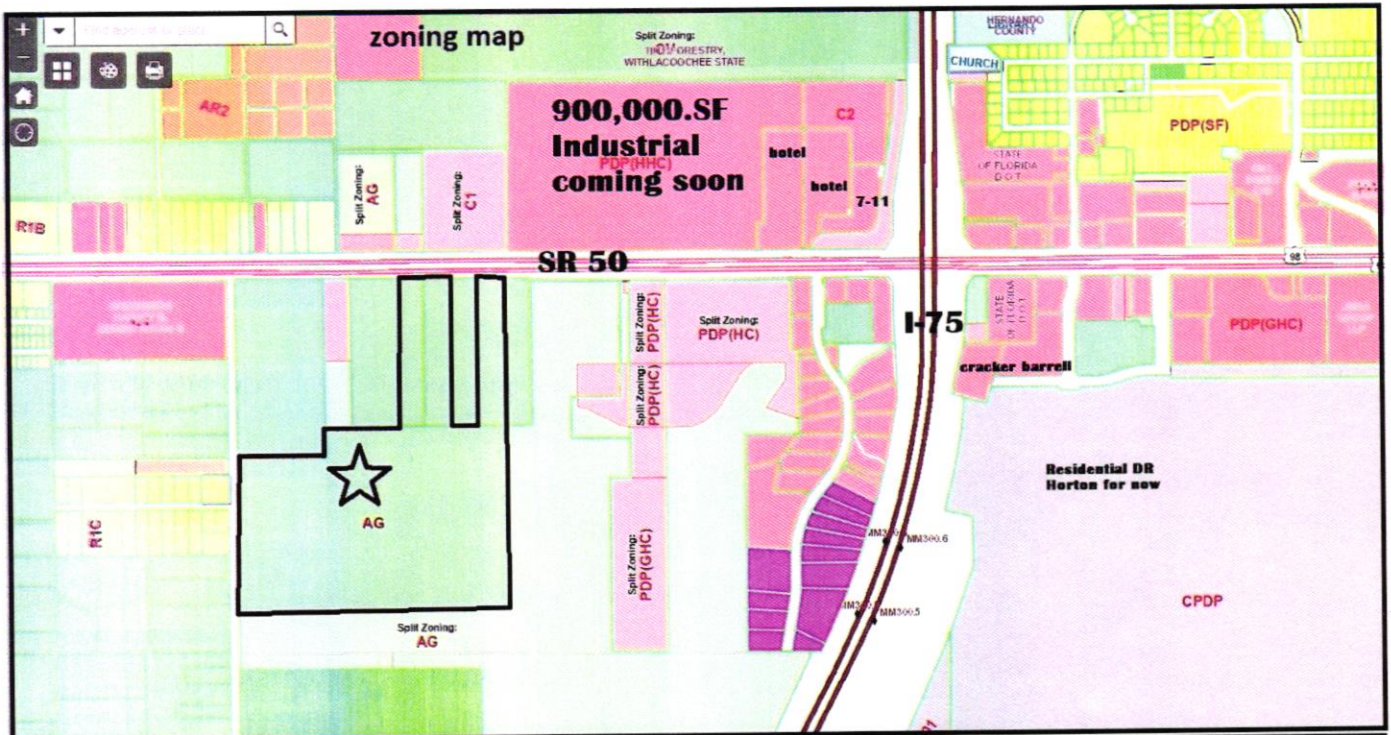 zoning map
Split Zoning:
WITHLACOOCHEE STATE
HERNANDO
COUNTY
CHURCH
AR2
900,000.SF
Industrial
PDP(HHC)
coming soon
C2
hotel
hotel
7-11
PDP(SF)
STATE
OF FLORIDA
D.O.T
Split Zoning:
AG
Split Zoning:
C1
R1B
SR 50
98
Split Zoning:
PDP(HC)
Split Zoning:
PDP(HC)
I-75
STATE
OF FLORIDA
D.O.T
PDP(GHC)
cracker barrell
Split Zoning:
PDP(HC)
Residential DR
Horton for now
AG
R1C
Split Zoning:
PDP(GHC)
MM300.6
MM300.5
CPDP
Split Zoning:
AG